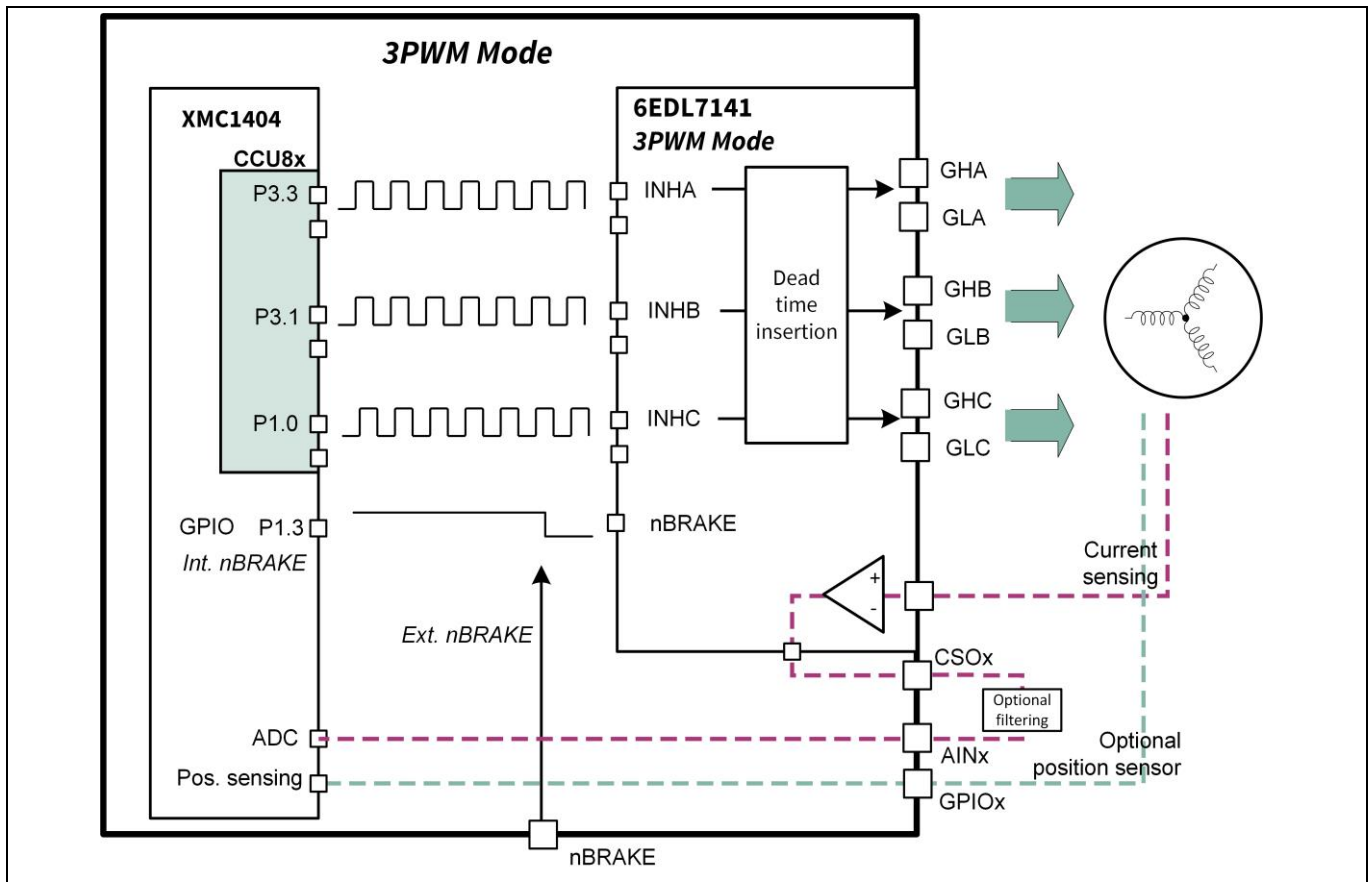 3PWM Mode
XMC1404
CCU8x
P3.3
P3.1
P1.0
GPIO P1.3
Int. nBRAKE
ADC
Pos. sensing
Ext. nBRAKE
nBRAKE
6EDL7141
3PWM Mode
INHA
INHB
INHC
nBRAKE
Dead
time
insertion
GHA
GLA
GHB
GLB
GHC
GLC
+
-
Current
sensing
CSOx
Optional
filtering
AINx
Optional
position sensor
GPIOx